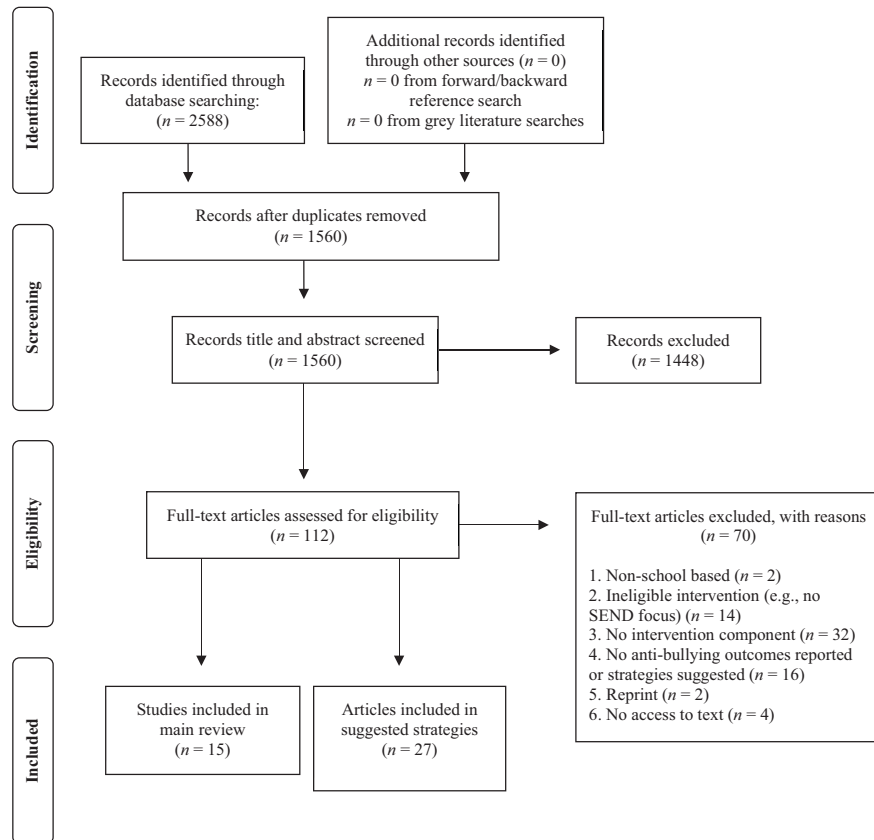 Identification
Records identified through
database searching:
(n = 2588)
Additional records identified
through other sources (n = 0)
n = 0 from forward/backward
reference search
n = 0 from grey literature searches
Records after duplicates removed
(n = 1560)
Screening
Records title and abstract screened
(n = 1560)
Records excluded
(n = 1448)
Eligibility
Full-text articles assessed for eligibility
(n = 112)
Full-text articles excluded, with reasons
(n = 70)
1. Non-school based (n = 2)
2. Ineligible intervention (e.g., no
SEND focus) (n = 14)
3. No intervention component (n = 32)
4. No anti-bullying outcomes reported
or strategies suggested (n = 16)
5. Reprint (n = 2)
6. No access to text (n = 4)
Included
Studies included in
main review
(n = 15)
Articles included in
suggested strategies
(n = 27)